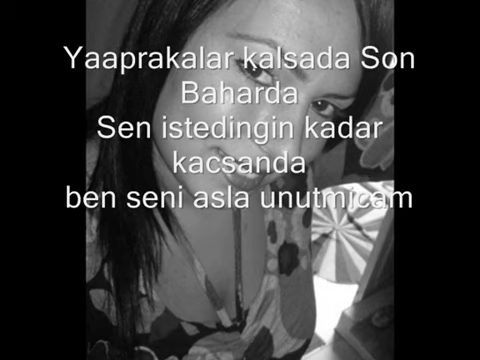 Yaaprakalar kalsada Son
Baharda
Sen istedingin kadar
kacsanda
ben seni asla unutmicam